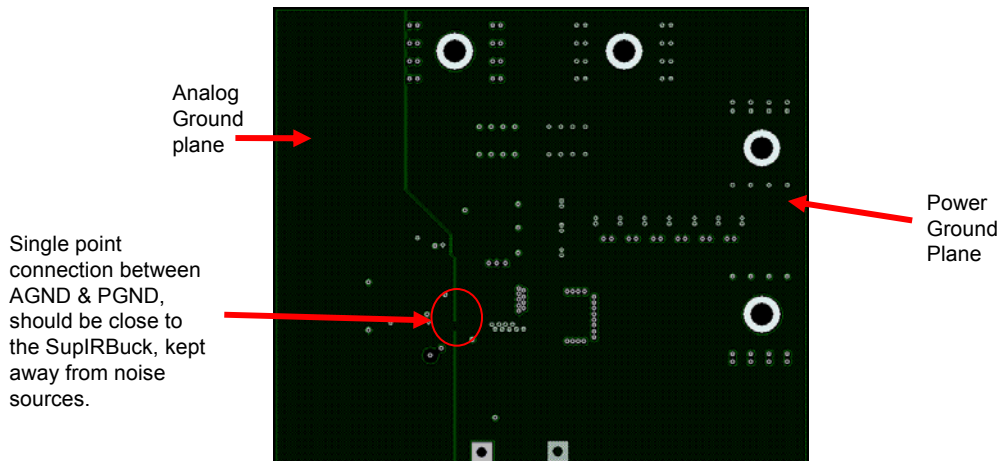 Analog
Ground
plane
Single point
connection between
AGND & PGND,
should be close to
the SupIRBuck, kept
away from noise
sources.
Power
Ground
Plane